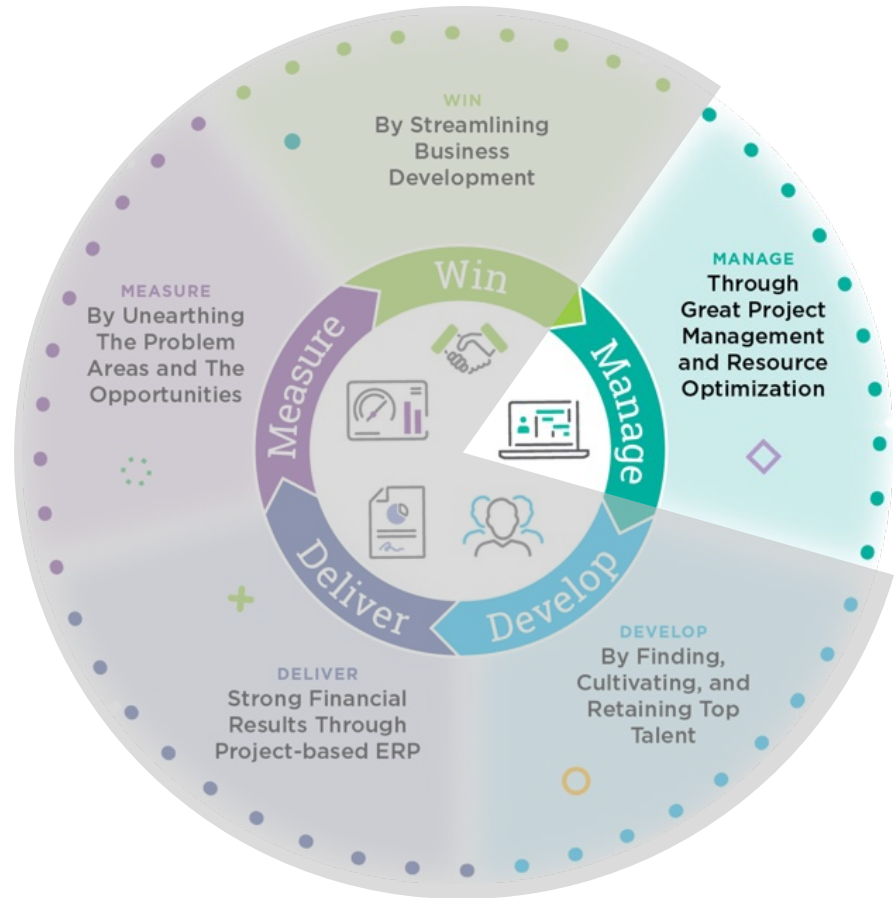 WIN
By Streamlining
Business
Development
MANAGE
Through
Great Project
Management
and Resource
Optimization
DEVELOP
By Finding,
Cultivating, and
Retaining Top
Talent
DELIVER
Strong Financial
Results Through
Project-based ERP
MEASURE
By Unearthing
The Problem
Areas and The
Opportunities
Win
Manage
Develop
Deliver
Measure